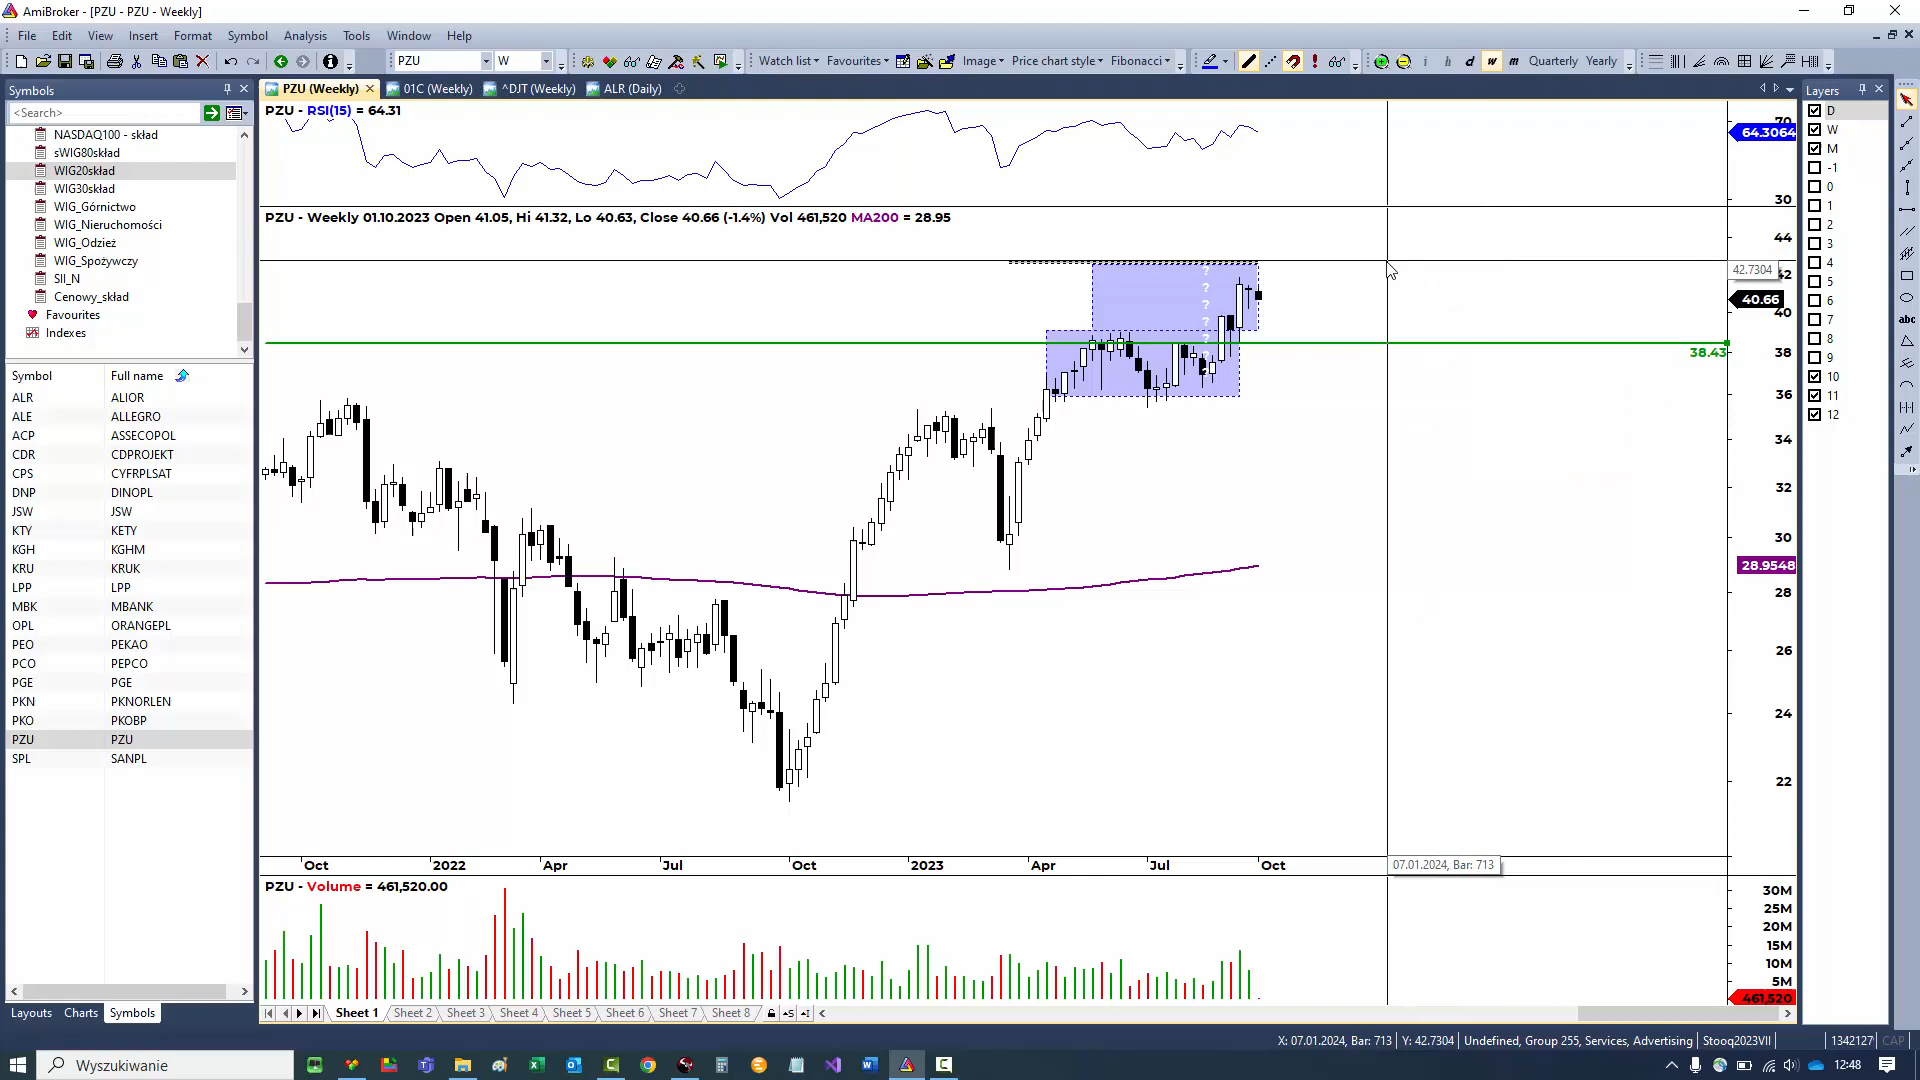 AmiBroker - [PZU - PZU - Weekly]
File Edit View Insert Format Symbol Analysis Tools Window Help
PZU W Watch list Favourites Image Price chart style Fibonacci i h d w m Quarterly Yearly
Symbols
PZU (Weekly) 01C (Weekly) ^DJT (Weekly) ALR (Daily)
Layers
<Search>
NASDAQ100 - skład
sWIG80skład
WIG20skład
WIG30skład
WIG_Górnictwo
WIG_Nieruchomości
WIG_Odzież
WIG_Spożywczy
SII_N
Cenowy_skład
Favourites
Indexes
Symbol Full name
ALR ALIOR
ALE ALLEGRO
ACP ASSECOPOL
CDR CDPROJEKT
CPS CYFRPLSAT
DNP DINOPL
JSW JSW
KTY KETY
KGH KGHM
KRU KRUK
LPP LPP
MBK MBANK
OPL ORANGEPL
PEO PEKAO
PCO PEPCO
PGE PGE
PKN PKNORLEN
PKO PKOBP
PZU PZU
SPL SANPL
Layouts Charts Symbols
PZU - RSI(15) = 64.31
70
64.3064
30
PZU - Weekly 01.10.2023 Open 41.05, Hi 41.32, Lo 40.63, Close 40.66 (-1.4%) Vol 461,520 MA200 = 28.95
44
42.7304
42
40.66
40
38.43
38
36
34
32
30
28.9548
28
26
24
22
?
?
?
?
?
?
Oct 2022 Apr Jul Oct 2023 Apr Jul Oct
07.01.2024, Bar: 713
PZU - Volume = 461,520.00
30M
25M
20M
15M
10M
5M
461,520
Sheet 1 Sheet 2 Sheet 3 Sheet 4 Sheet 5 Sheet 6 Sheet 7 Sheet 8
D
W
M
-1
0
1
2
3
4
5
6
7
8
9
10
11
12
abc
X: 07.01.2024, Bar: 713 Y: 42.7304 Undefined, Group 255, Services, Advertising Stooq2023VII 1342127 CAP
Wyszukiwanie
12:48